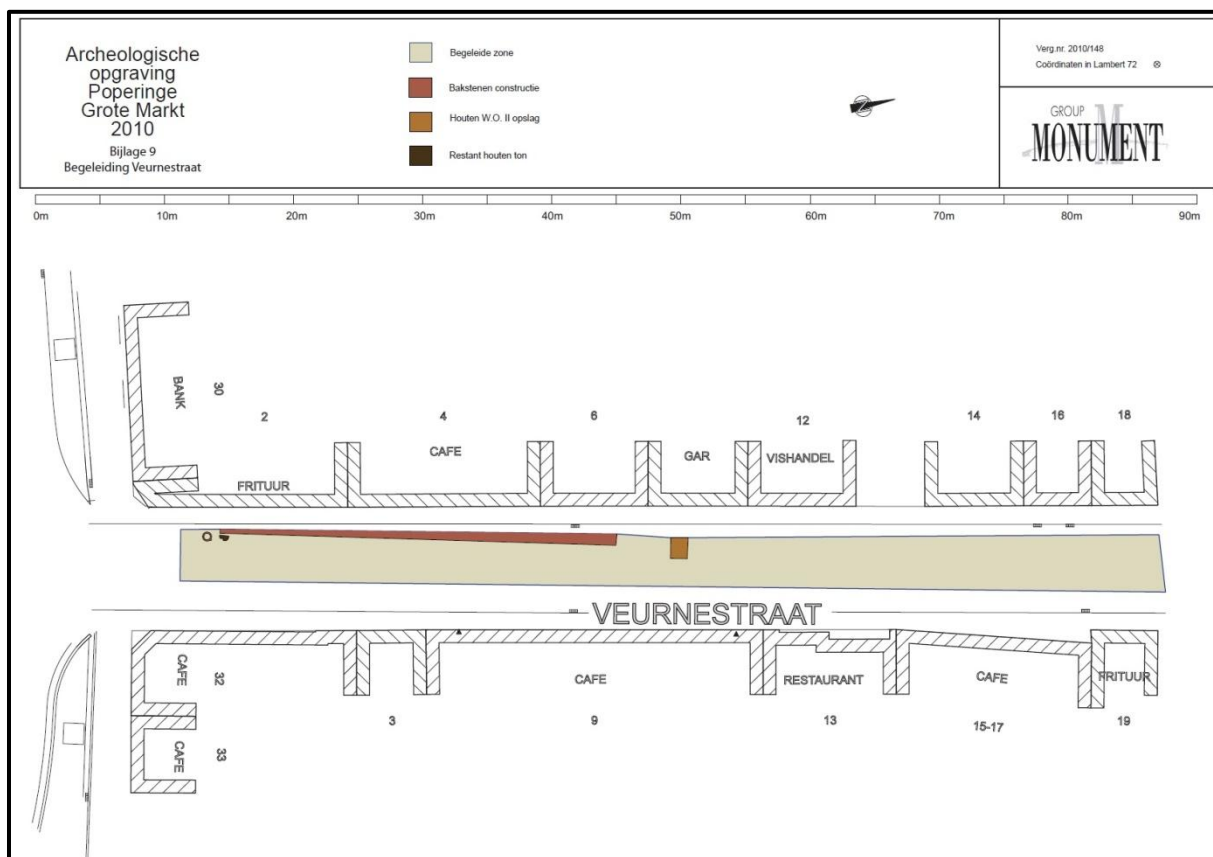 Archeologische
opgraving
Poperinge
Grote Markt
2010
Bijlage 9
Begeleiding Veurnestraat
Begeleide zone
Bakstenen constructie
Houten W.O. II opslag
Restant houten ton
Z
Verg.nr. 2010/148
Coördinaten in Lambert 72
GROUP
M
MONUMENT
0m 10m 20m 30m 40m 50m 60m 70m 80m 90m
BANK 30
2 4 6 12 14 16 18
FRITUUR CAFE GAR VISHANDEL
VEURNESTRAAT
CAFE 32
CAFE 33
CAFE RESTAURANT CAFE FRITUUR
3 9 13 15-17 19